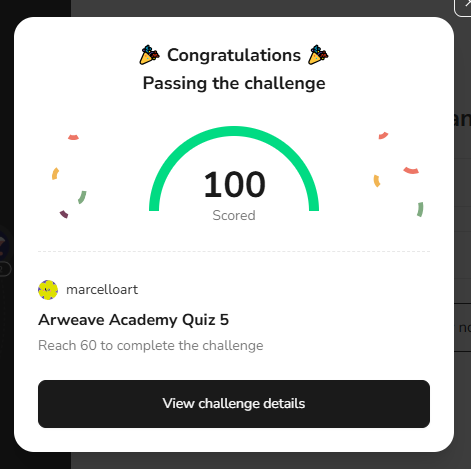 Congratulations
Passing the challenge
100
Scored
marcelloart
Arweave Academy Quiz 5
Reach 60 to complete the challenge
View challenge details